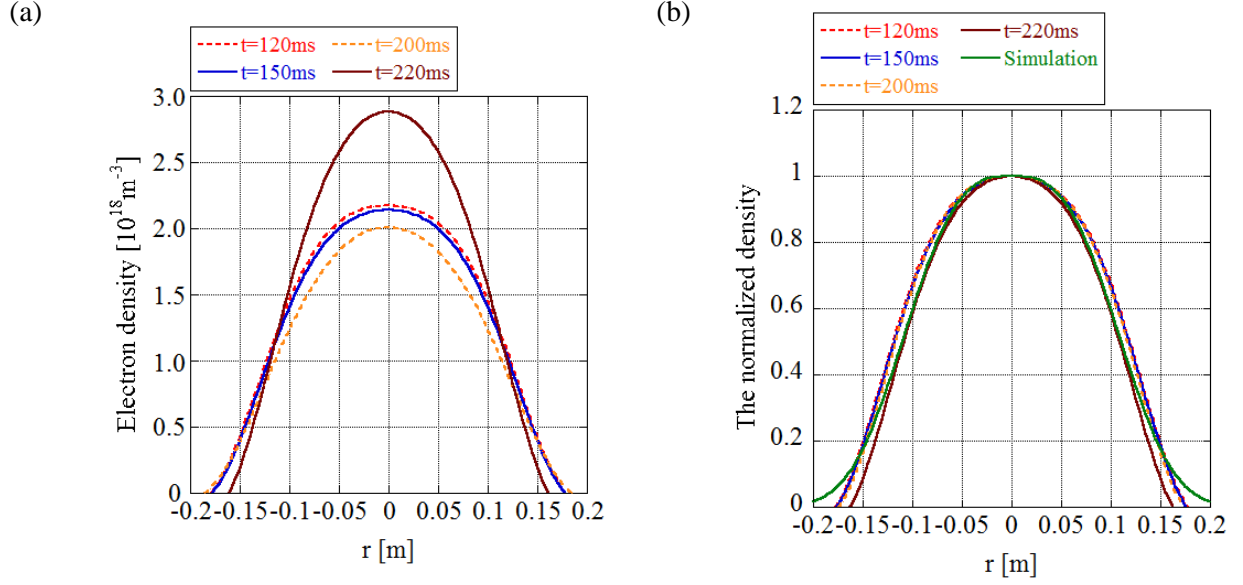 (a)
t=120ms t=200ms
t=150ms t=220ms
3.0
2.5
2.0
1.5
1.0
0.5
0
Electron density [10^18 m^-3]
-0.2 -0.15 -0.1 -0.05 0 0.05 0.1 0.15 0.2
r [m]
(b)
t=120ms t=220ms
t=150ms Simulation
t=200ms
1.2
1
0.8
0.6
0.4
0.2
0
The normalized density
-0.2 -0.15 -0.1 -0.05 0 0.05 0.1 0.15 0.2
r [m]